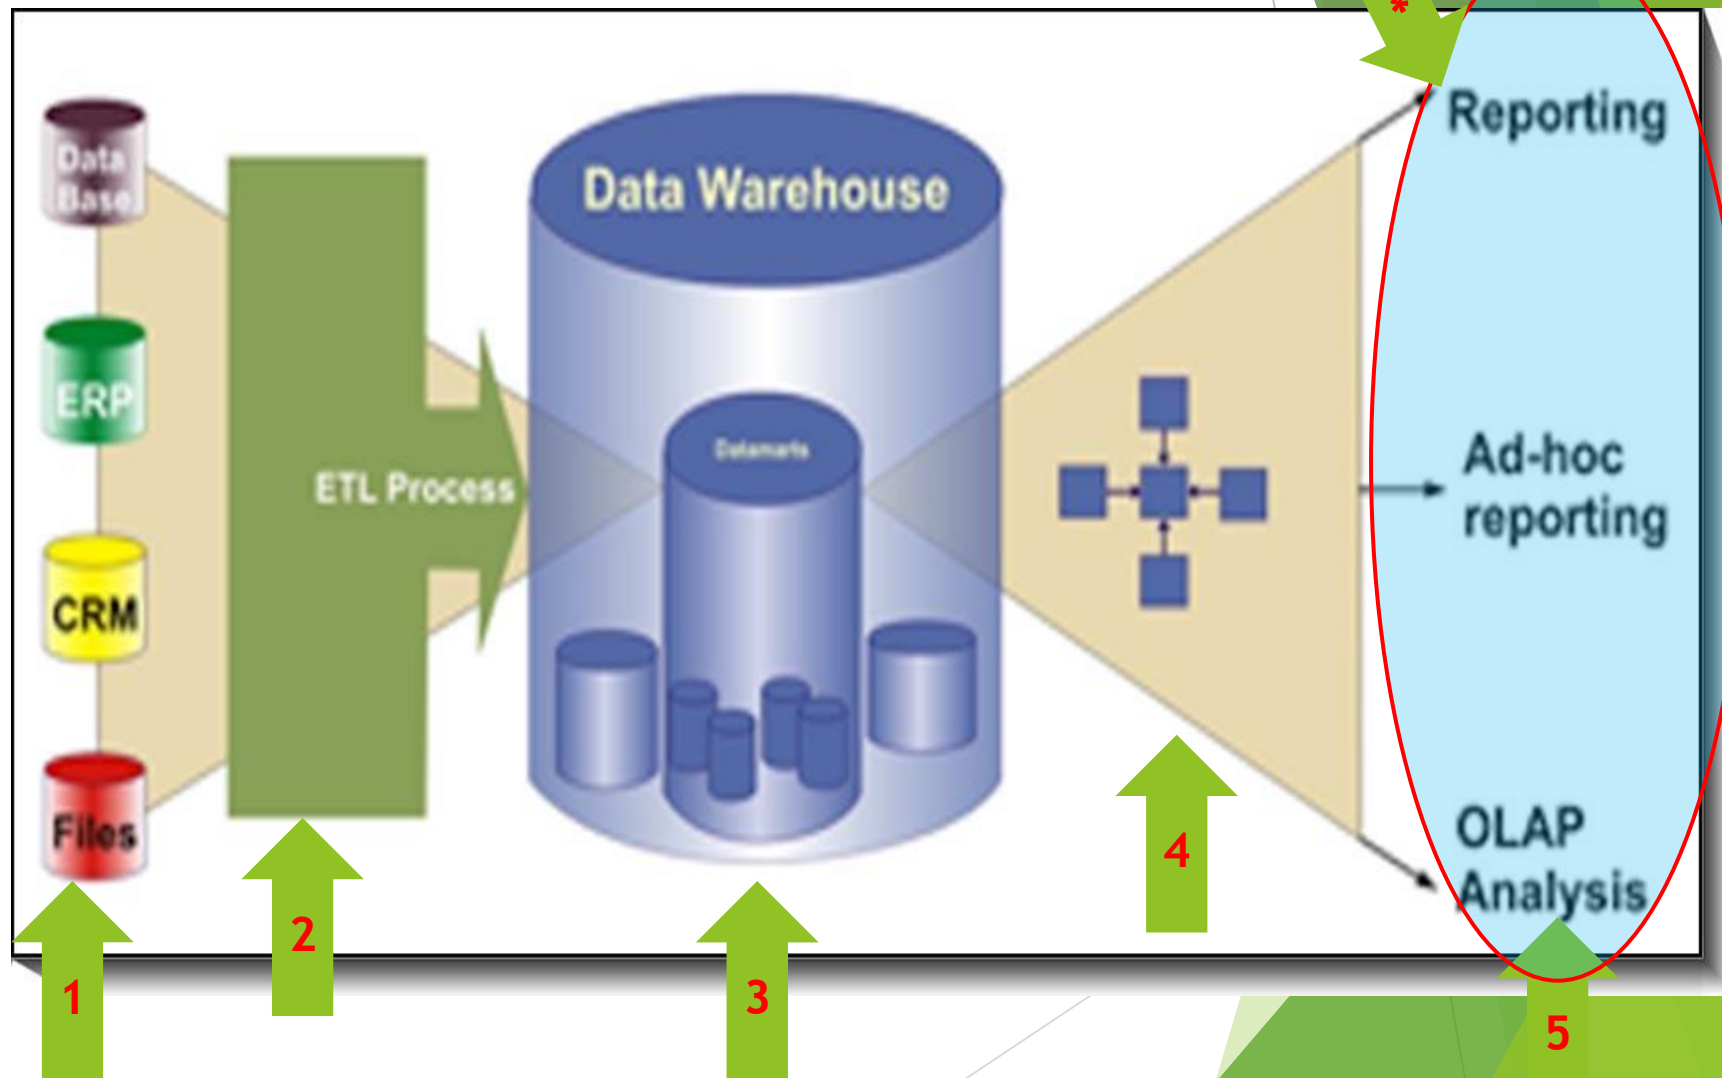 *
Reporting
Data
Base
Data Warehouse
ERP
Datamarts
ETL Process
Ad-hoc
reporting
CRM
Files
OLAP
Analysis
1
2
3
4
5